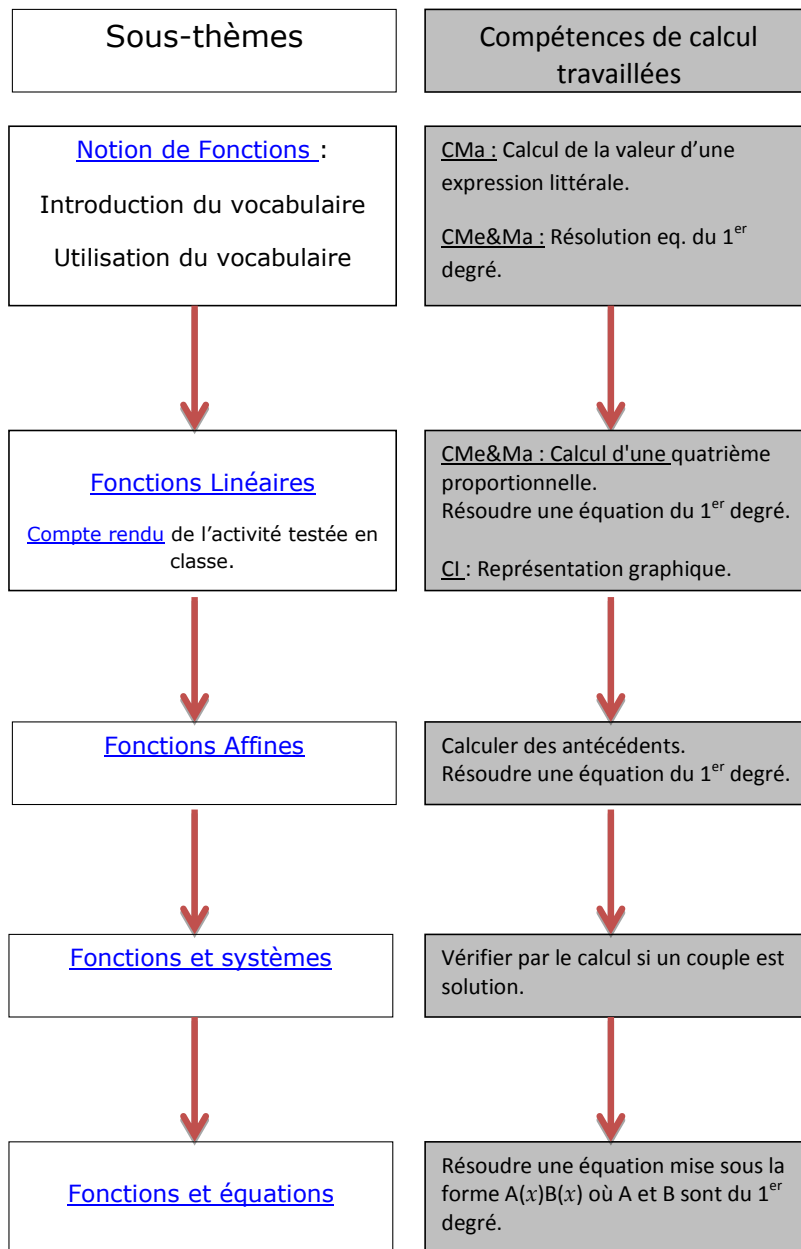 Sous-thèmes
Compétences de calcul
travaillées
Notion de Fonctions :
Introduction du vocabulaire
Utilisation du vocabulaire
CMa : Calcul de la valeur d’une
expression littérale.
CMe&Ma : Résolution eq. du 1er
degré.
Fonctions Linéaires
Compte rendu de l’activité testée en
classe.
CMe&Ma : Calcul d'une quatrième
proportionnelle.
Résoudre une équation du 1er degré.
CI : Représentation graphique.
Fonctions Affines
Calculer des antécédents.
Résoudre une équation du 1er degré.
Fonctions et systèmes
Vérifier par le calcul si un couple est
solution.
Fonctions et équations
Résoudre une équation mise sous la
forme A(x)B(x) où A et B sont du 1er
degré.